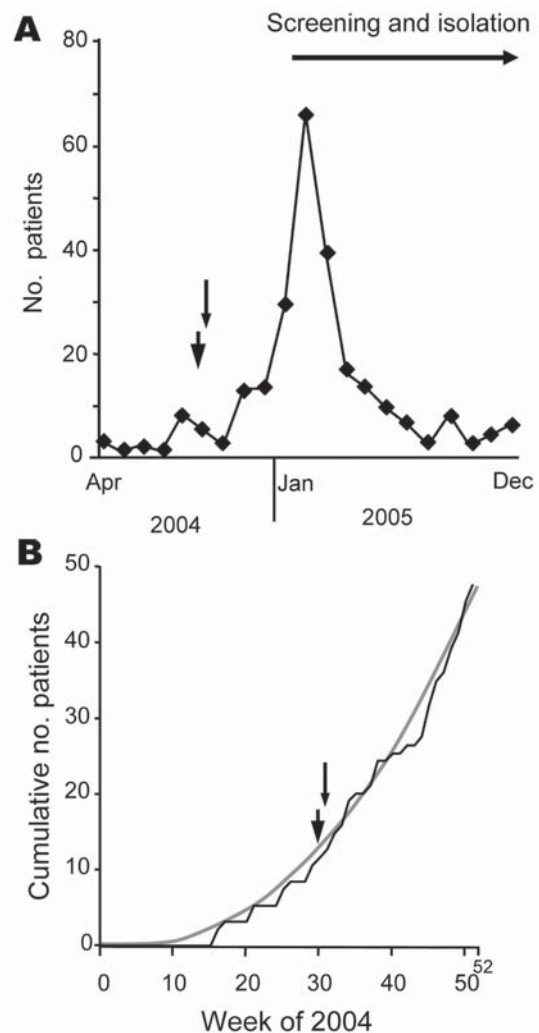 A
Screening and isolation
80
60
40
20
0
No. patients
Apr
Jan
Dec
2004
2005
B
50
40
30
20
10
0
Cumulative no. patients
0 10 20 30 40 50 52
Week of 2004